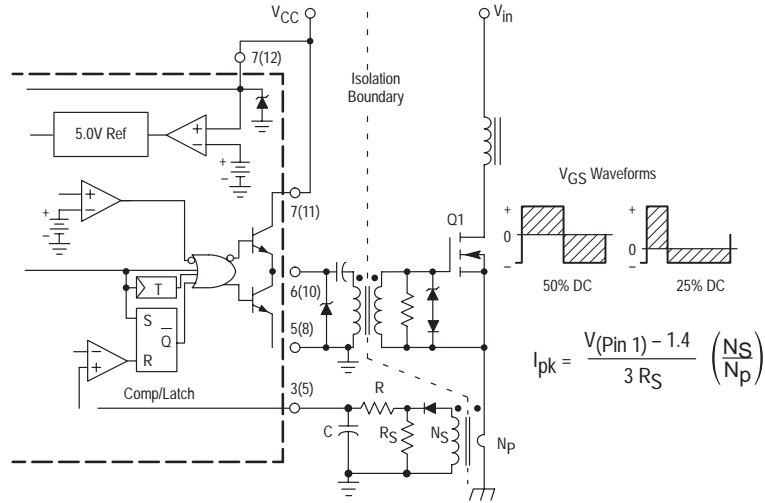 VCC
Vin
7(12)
Isolation
Boundary
5.0V Ref
+
−
+
−
+
−
+
−
7(11)
Q1
VGS Waveforms
+
0
−
+
0
−
50% DC
25% DC
6(10)
T
S
Q
R
5(8)
−
+
Comp/Latch
3(5)
R
C
RS
NS
NP
Ipk = V(Pin 1) − 1.4 / 3 RS (NS/Np)